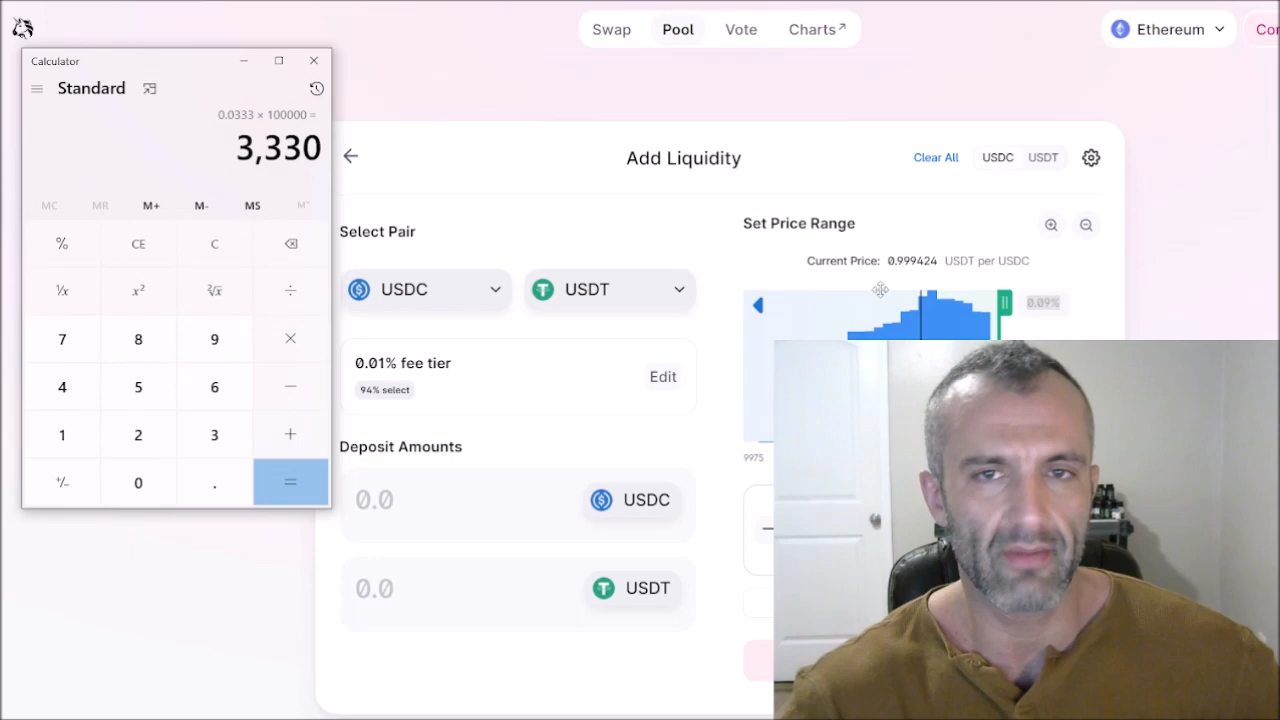 Swap
Pool
Vote
Charts↗
Ethereum
Calculator
Standard
0.0333 × 100000 =
3,330
MC MR M+ M- MS M˅
% CE C ⌫
¹/x x² ²√x ÷
7 8 9 ×
4 5 6 −
1 2 3 +
+/− 0 . =
Add Liquidity
Clear All
USDC USDT
Select Pair
USDC
USDT
0.01% fee tier
94% select
Edit
Deposit Amounts
0.0
USDC
0.0
USDT
Set Price Range
Current Price: 0.999424 USDT per USDC
0.09%
9975